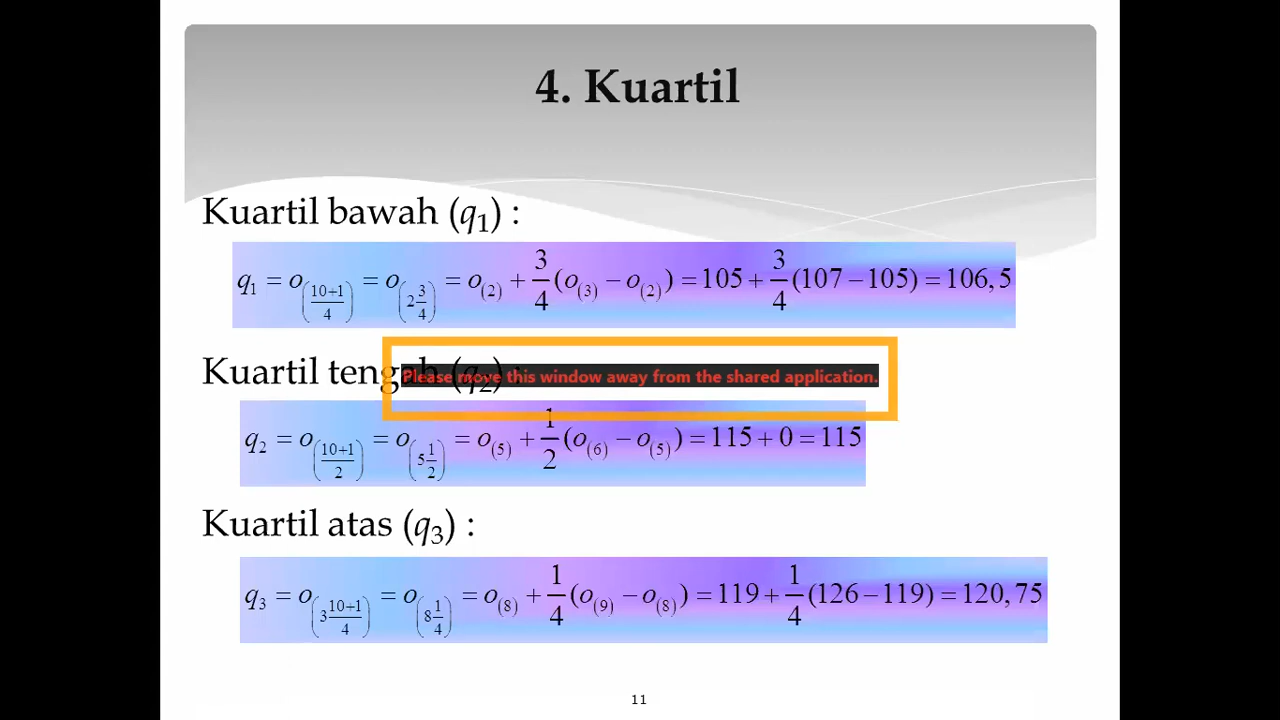 4. Kuartil
Kuartil bawah (q₁) :
q₁ = o₍₍₁₀₊₁₎/₄₎ = o₍₂ ₃/₄₎ = o₍₂₎ + 3/4 (o₍₃₎ − o₍₂₎) = 105 + 3/4 (107 − 105) = 106,5
Kuartil tengah (q₂) :
Please move this window away from the shared application.
q₂ = o₍₍₁₀₊₁₎/₂₎ = o₍₅ ₁/₂₎ = o₍₅₎ + 1/2 (o₍₆₎ − o₍₅₎) = 115 + 0 = 115
Kuartil atas (q₃) :
q₃ = o₍₃ ₍₁₀₊₁₎/₄₎ = o₍₈ ₁/₄₎ = o₍₈₎ + 1/4 (o₍₉₎ − o₍₈₎) = 119 + 1/4 (126 − 119) = 120,75
11